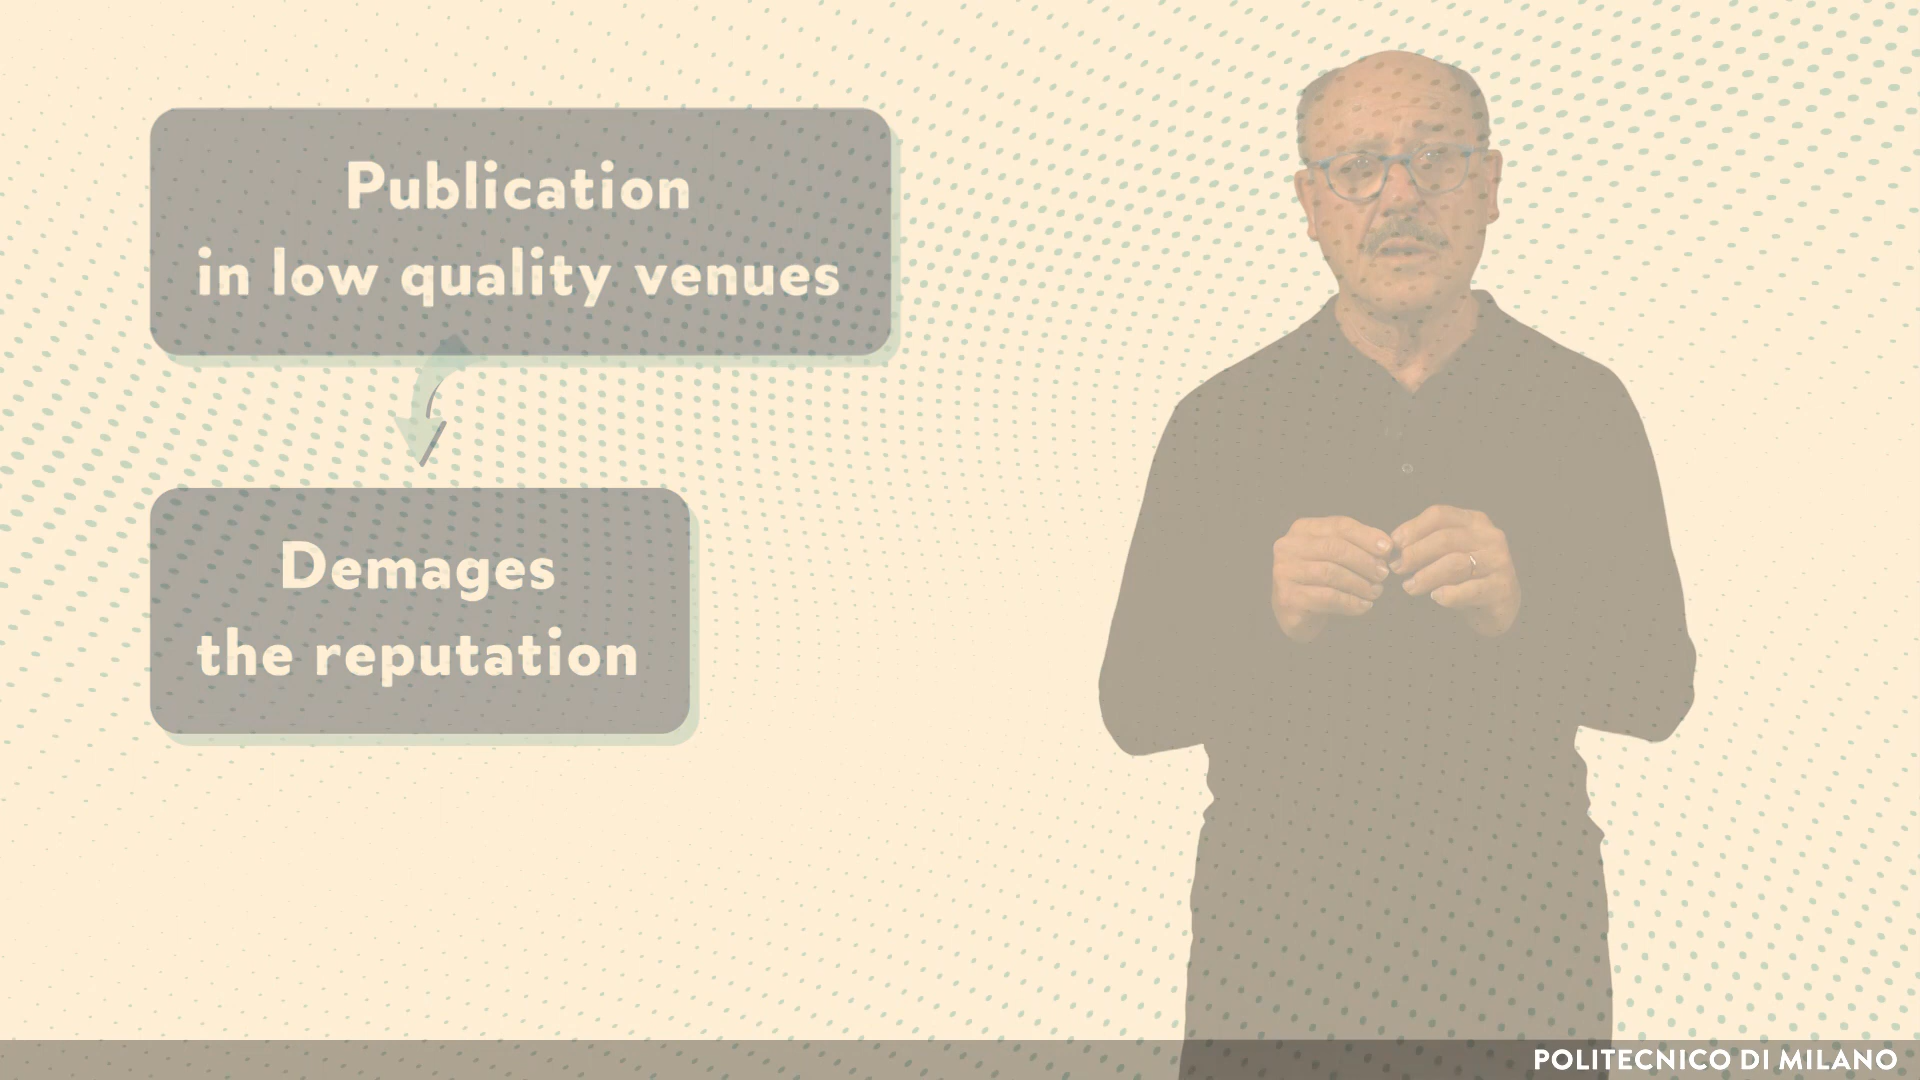 Publication
in low quality venues
Demages
the reputation
POLITECNICO DI MILANO